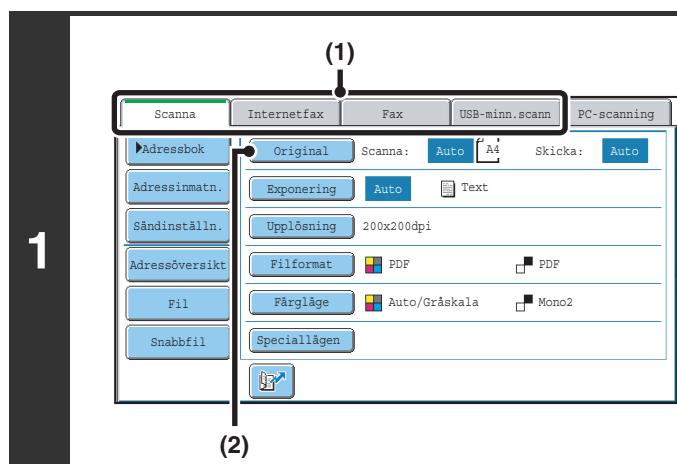 (1)
Scanna Internetfax Fax USB-minn.scann PC-scanning
Adressbok Original Scanna: Auto A4 Skicka: Auto
Adressinmatn. Exponering Auto Text
Sändinställn. Upplösning 200x200dpi
1
Adressöversikt Filformat PDF PDF
Fil Färgläge Auto/Gråskala Mono2
Snabbfil Speciallägen
(2)